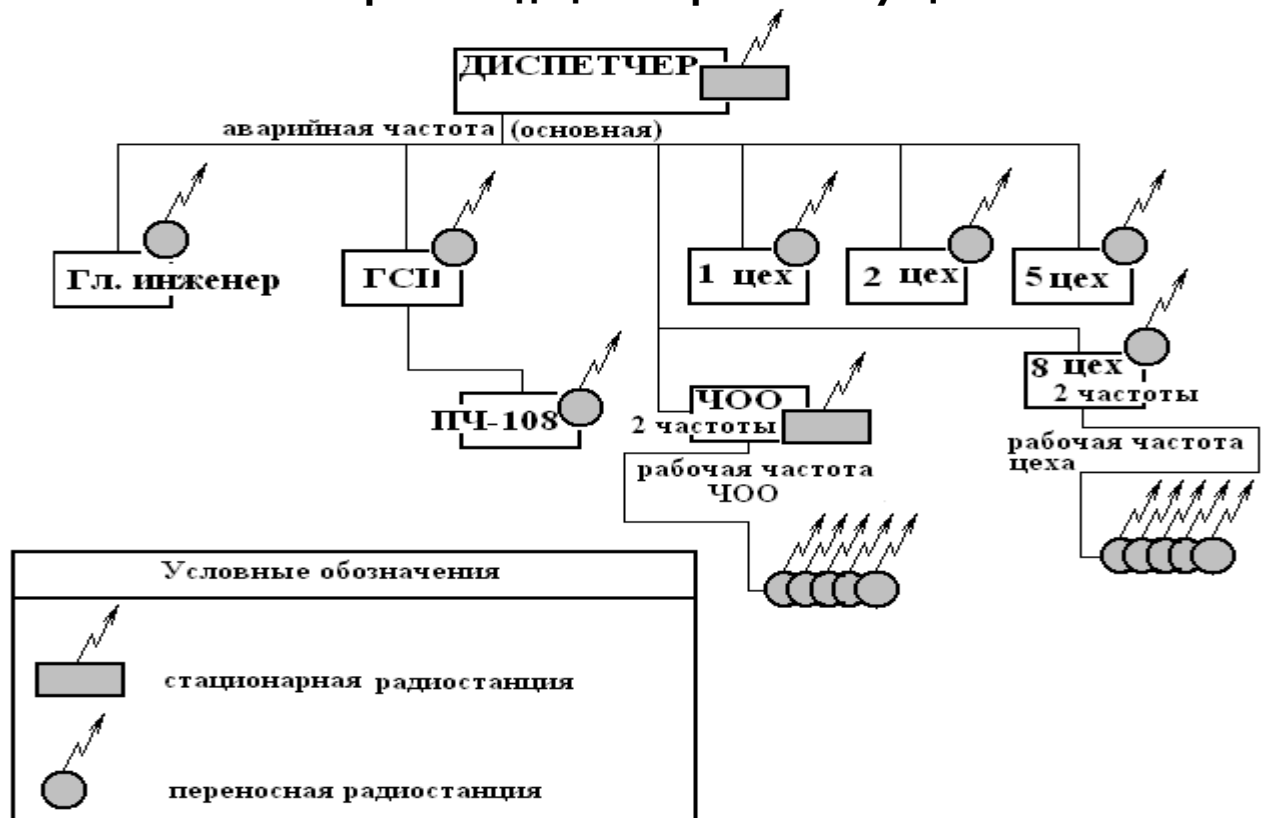 ДИСПЕТЧЕР
аварийная частота (основная)
Гл. инженер
ГСП
1 цех
2 цех
5 цех
8 цех
2 частоты
ПЧ-108
ЧОО
2 частоты
рабочая частота
ЧОО
рабочая частота
цеха
Условные обозначения
стационарная радиостанция
переносная радиостанция